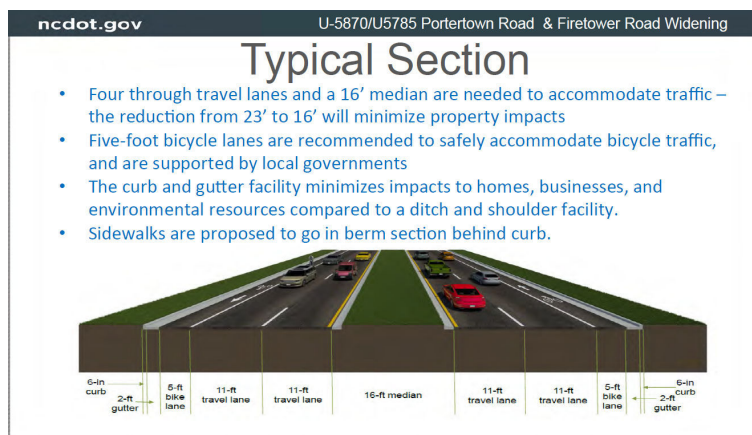 ncdot.gov
U-5870/U5785 Portertown Road & Firetower Road Widening
Typical Section
• Four through travel lanes and a 16' median are needed to accommodate traffic –
the reduction from 23' to 16' will minimize property impacts
• Five-foot bicycle lanes are recommended to safely accommodate bicycle traffic,
and are supported by local governments
• The curb and gutter facility minimizes impacts to homes, businesses, and
environmental resources compared to a ditch and shoulder facility.
• Sidewalks are proposed to go in berm section behind curb.
6-in
curb
2-ft
gutter
5-ft
bike
lane
11-ft
travel lane
11-ft
travel lane
16-ft median
11-ft
travel lane
11-ft
travel lane
5-ft
bike
lane
2-ft
gutter
6-in
curb